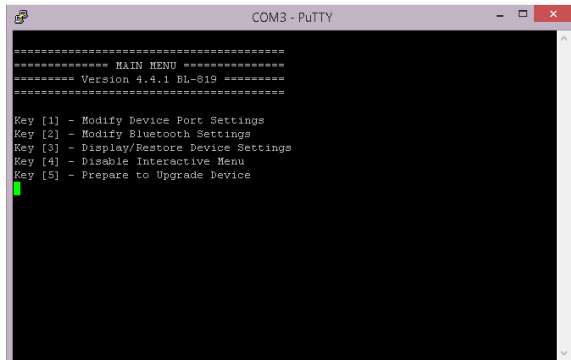 COM3 - PuTTY
========================================
============== MAIN MENU ===============
========= Version 4.4.1 BL-819 =========
========================================
Key [1] - Modify Device Port Settings
Key [2] - Modify Bluetooth Settings
Key [3] - Display/Restore Device Settings
Key [4] - Disable Interactive Menu
Key [5] - Prepare to Upgrade Device